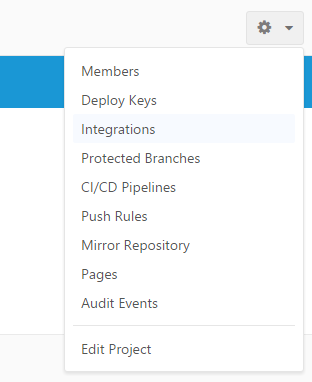 Members
Deploy Keys
Integrations
Protected Branches
CI/CD Pipelines
Push Rules
Mirror Repository
Pages
Audit Events
Edit Project